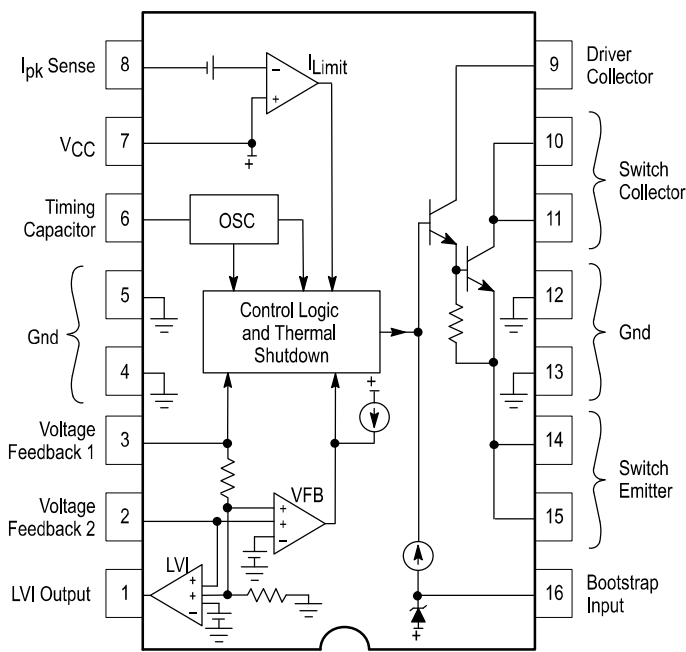 Ipk Sense
8
VCC
7
Timing
Capacitor
6
5
Gnd
4
Voltage
Feedback 1
3
Voltage
Feedback 2
2
LVI Output
1
−
+
ILimit
+
OSC
Control Logic
and Thermal
Shutdown
+
VFB
+
+
−
LVI
+
+
−
+
9
Driver
Collector
10
Switch
Collector
11
12
Gnd
13
14
Switch
Emitter
15
16
Bootstrap
Input